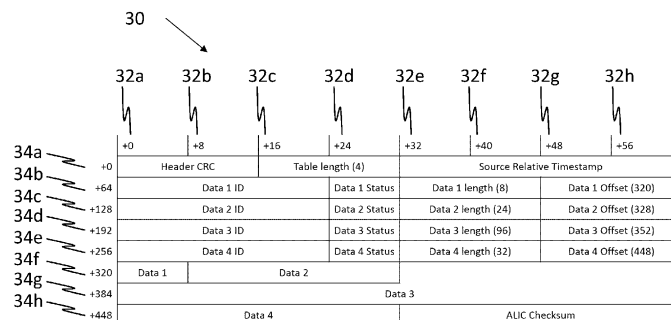 30
32a 32b 32c 32d 32e 32f 32g 32h
+0 +8 +16 +24 +32 +40 +48 +56
34a +0 Header CRC Table length (4) Source Relative Timestamp
34b +64 Data 1 ID Data 1 Status Data 1 length (8) Data 1 Offset (320)
34c +128 Data 2 ID Data 2 Status Data 2 length (24) Data 2 Offset (328)
34d +192 Data 3 ID Data 3 Status Data 3 length (96) Data 3 Offset (352)
34e +256 Data 4 ID Data 4 Status Data 4 length (32) Data 4 Offset (448)
34f +320 Data 1 Data 2
34g +384 Data 3
34h +448 Data 4 ALIC Checksum